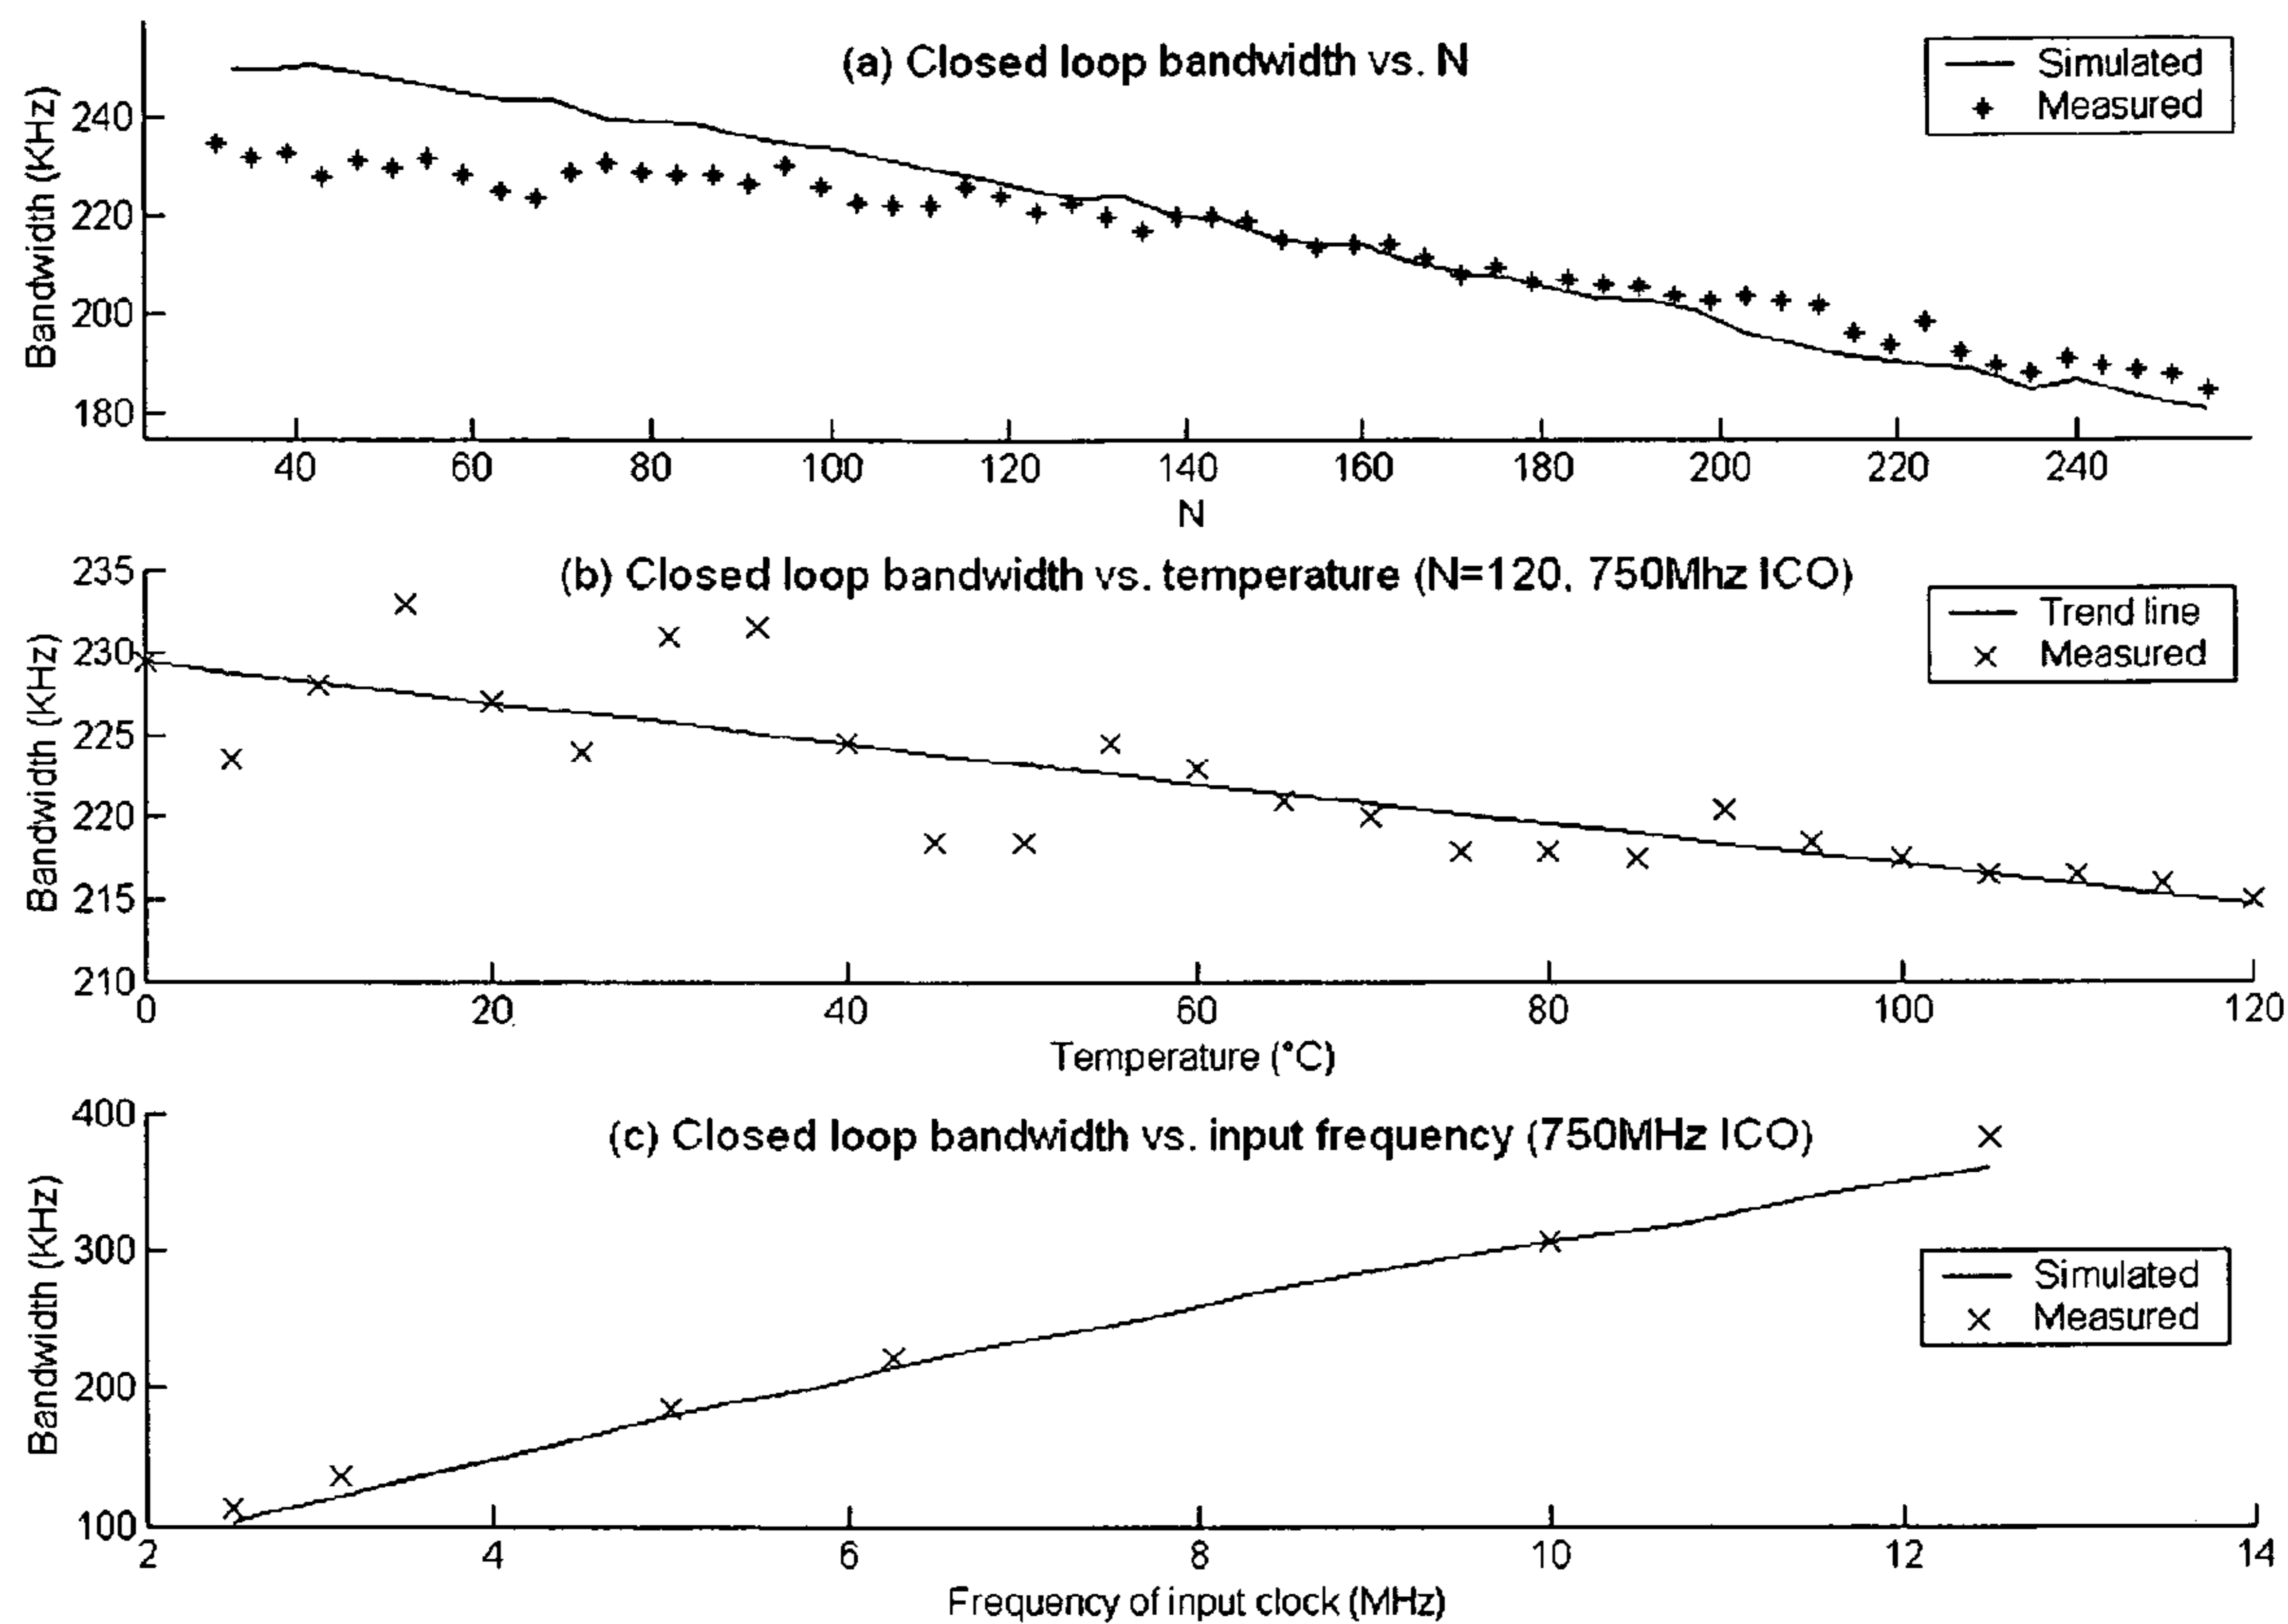 (a) Closed loop bandwidth vs. N
Simulated
Measured
Bandwidth (KHz)
240
220
200
180
40 60 80 100 120 140 160 180 200 220 240
N
(b) Closed loop bandwidth vs. temperature (N=120, 750Mhz ICO)
Trend line
Measured
Bandwidth (KHz)
235
230
225
220
215
210
0 20 40 60 80 100 120
Temperature (°C)
(c) Closed loop bandwidth vs. input frequency (750MHz ICO)
Simulated
Measured
Bandwidth (KHz)
400
300
200
100
2 4 6 8 10 12 14
Frequency of input clock (MHz)